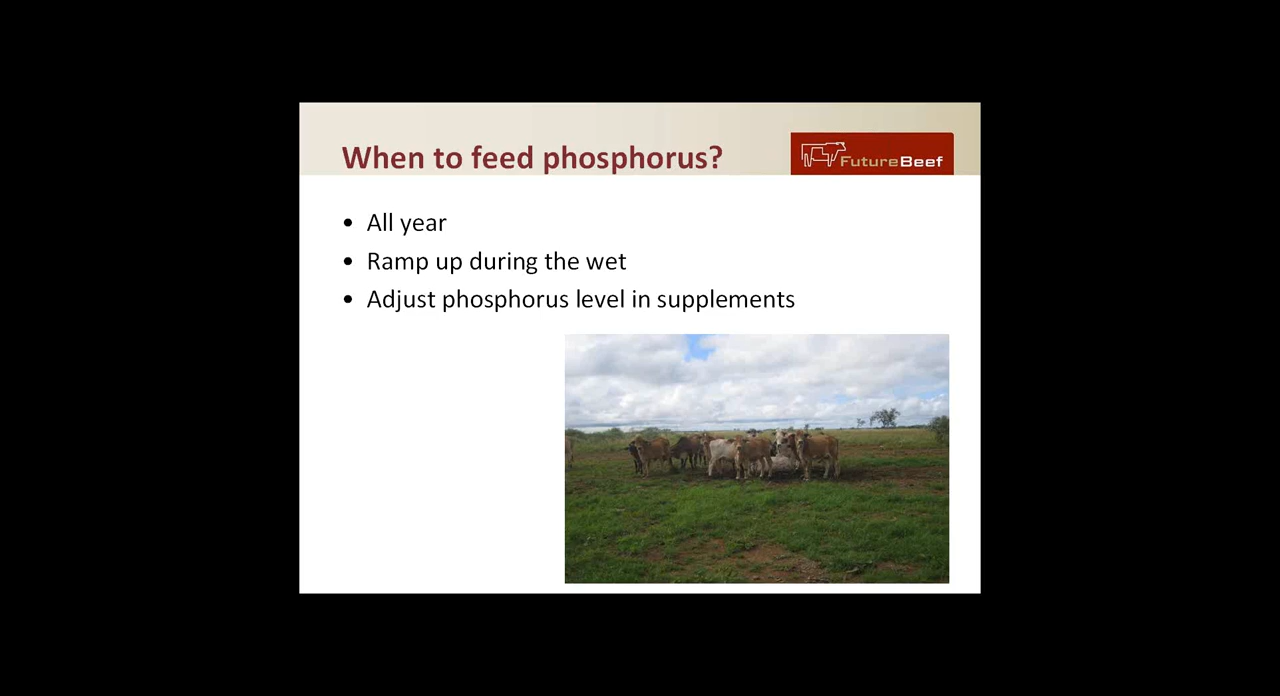 When to feed phosphorus?
FutureBeef
• All year
• Ramp up during the wet
• Adjust phosphorus level in supplements